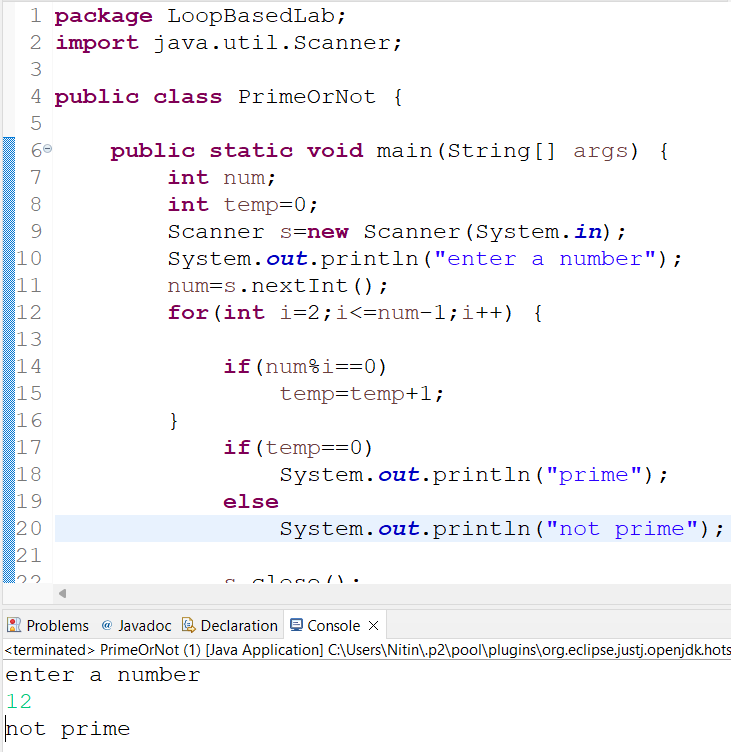 1 package LoopBasedLab;
2 import java.util.Scanner;
3
4 public class PrimeOrNot {
5
6 public static void main(String[] args) {
7 int num;
8 int temp=0;
9 Scanner s=new Scanner(System.in);
10 System.out.println("enter a number");
11 num=s.nextInt();
12 for(int i=2;i<=num-1;i++) {
13
14 if(num%i==0)
15 temp=temp+1;
16 }
17 if(temp==0)
18 System.out.println("prime");
19 else
20 System.out.println("not prime");
21
22 s.close();
Problems @ Javadoc Declaration Console
<terminated> PrimeOrNot (1) [Java Application] C:\Users\Nitin\.p2\pool\plugins\org.eclipse.justj.openjdk.hots
enter a number
12
not prime